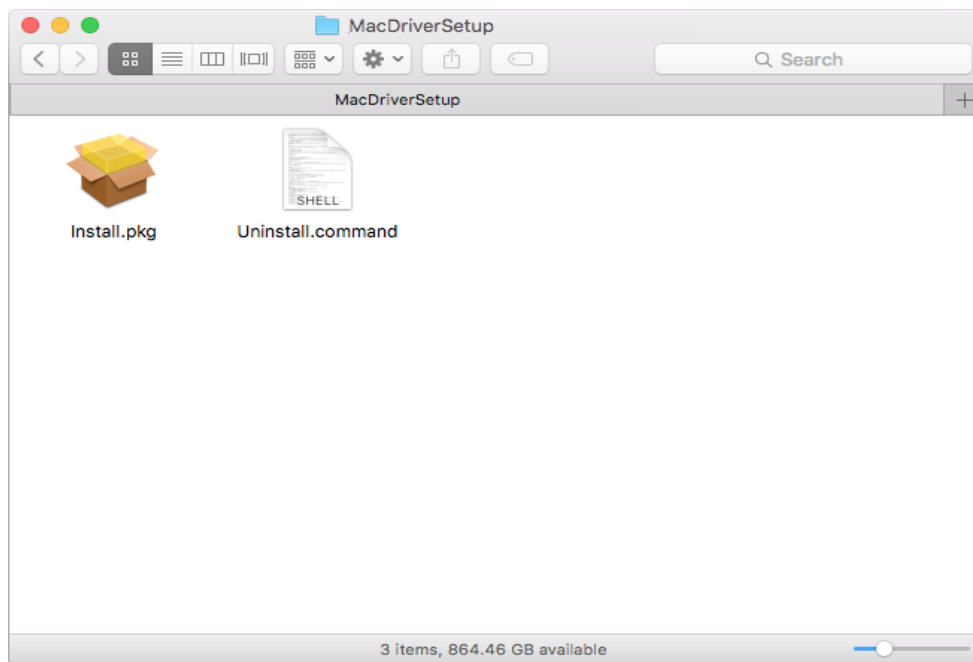 MacDriverSetup
Search
MacDriverSetup
SHELL
Install.pkg
Uninstall.command
3 items, 864.46 GB available